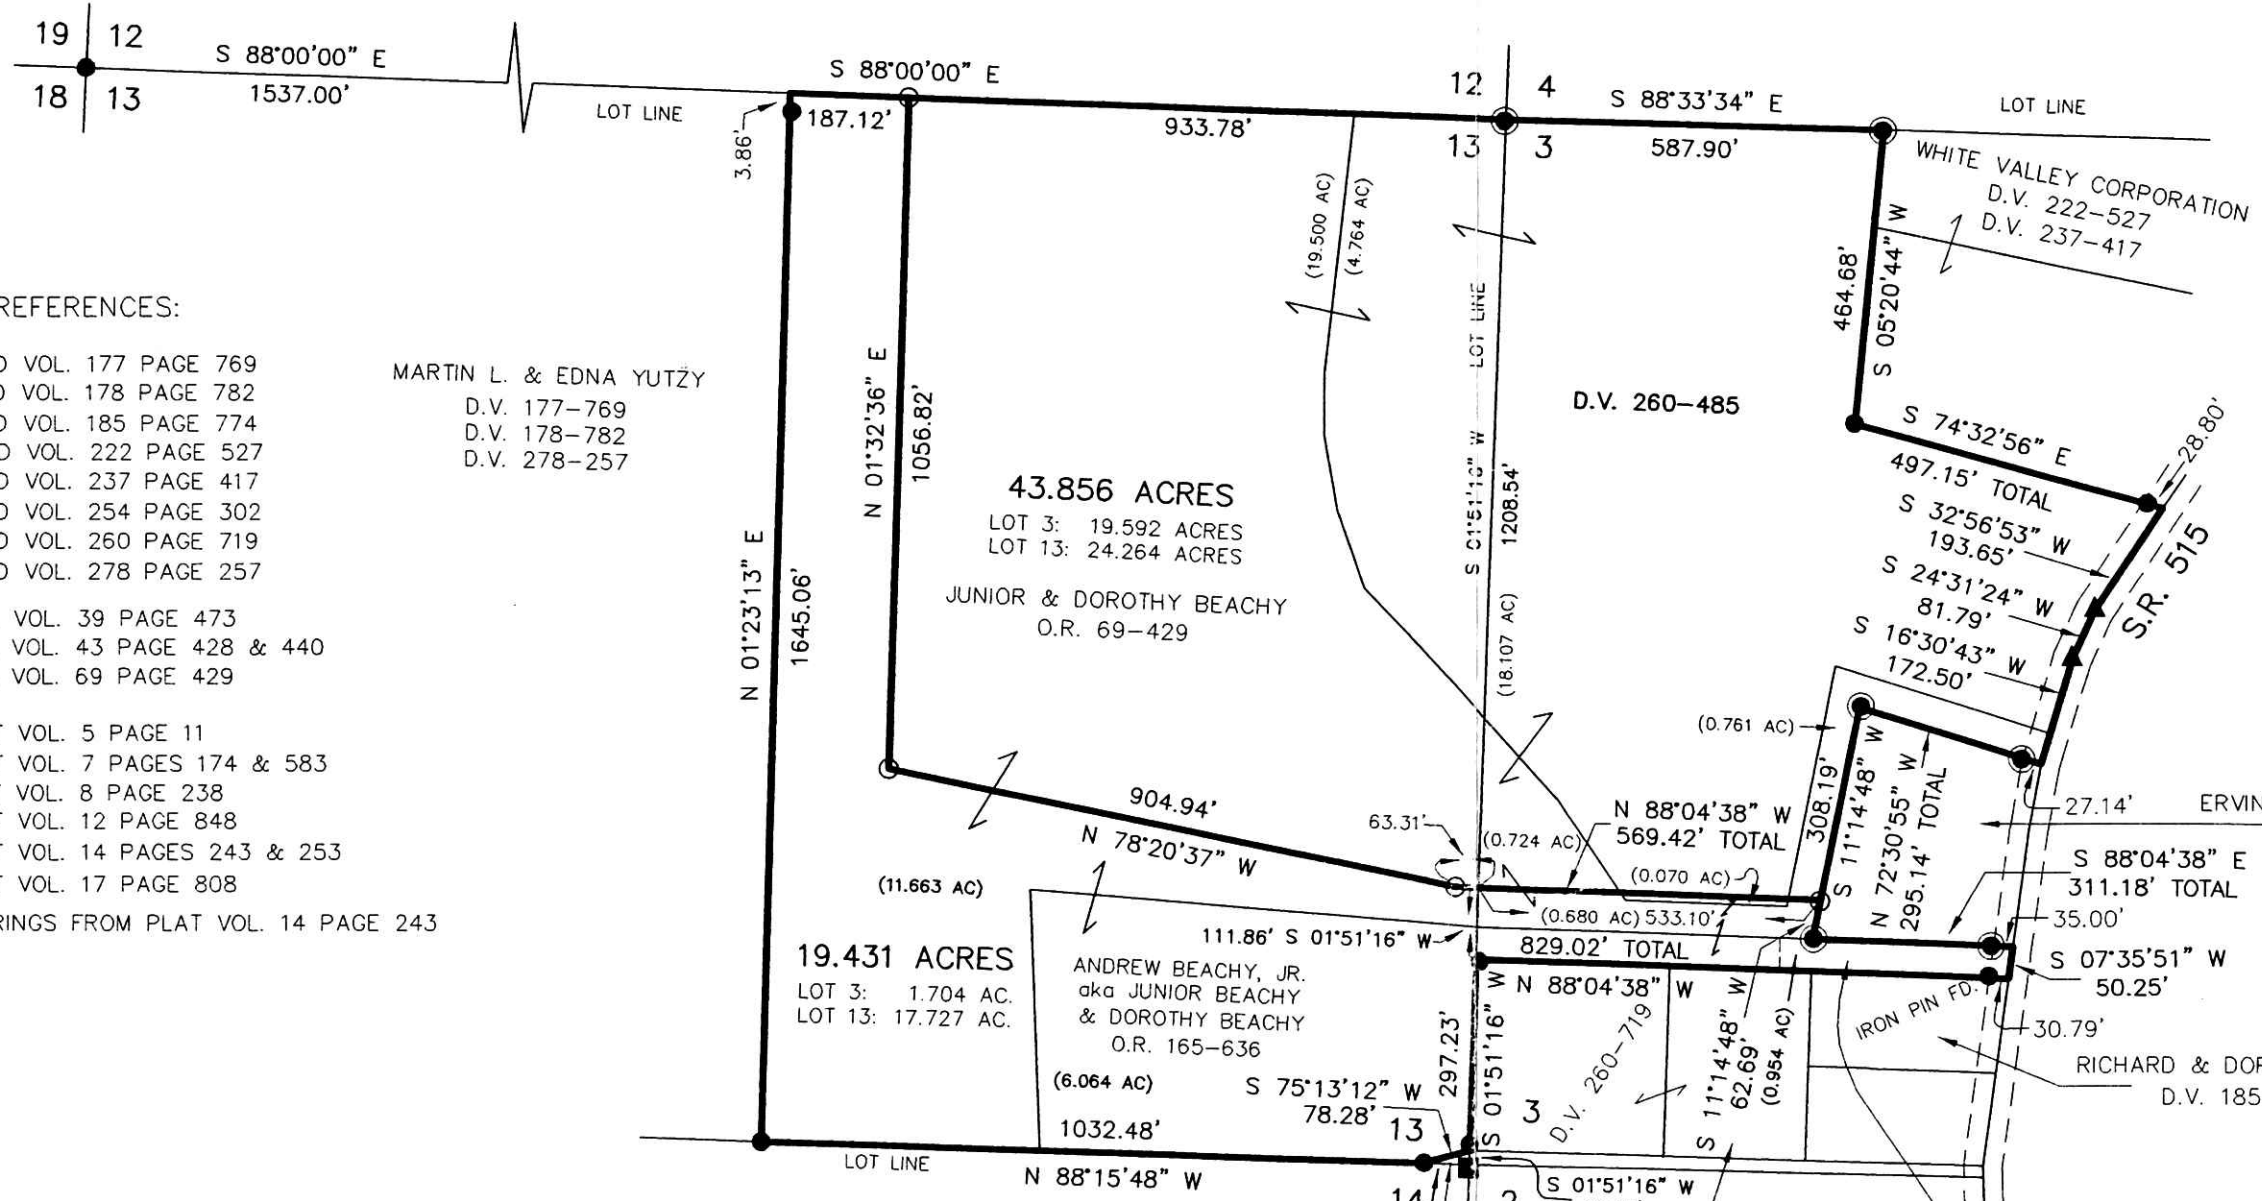 19 12
18 13
S 88°00'00" E
1537.00'
LOT LINE
S 88°00'00" E
3.86'
187.12'
933.78'
12 4
13 3
S 88°33'34" E
587.90'
LOT LINE
WHITE VALLEY CORPORATION
D.V. 222-527
D.V. 237-417
464.68'
S 05°20'44" W
(19.500 AC)
(4.764 AC)
REFERENCES:
VOL. 177 PAGE 769
VOL. 178 PAGE 782
VOL. 185 PAGE 774
VOL. 222 PAGE 527
VOL. 237 PAGE 417
VOL. 254 PAGE 302
VOL. 260 PAGE 719
VOL. 278 PAGE 257
VOL. 39 PAGE 473
VOL. 43 PAGE 428 & 440
VOL. 69 PAGE 429
VOL. 5 PAGE 11
VOL. 7 PAGES 174 & 583
VOL. 8 PAGE 238
VOL. 12 PAGE 848
VOL. 14 PAGES 243 & 253
VOL. 17 PAGE 808
RINGS FROM PLAT VOL. 14 PAGE 243
MARTIN L. & EDNA YUTZY
D.V. 177-769
D.V. 178-782
D.V. 278-257
N 01°23'13" E
1645.06'
N 01°32'36" E
1056.82'
43.856 ACRES
LOT 3: 19.592 ACRES
LOT 13: 24.264 ACRES
JUNIOR & DOROTHY BEACHY
O.R. 69-429
S 01°51'16" W LOT LINE
1208.54'
(18.107 AC)
D.V. 260-485
S 74°32'56" E
497.15' TOTAL
28.80'
S 32°56'53" W
193.65'
S 24°31'24" W
81.79'
S 16°30'43" W
172.50'
S.R. 515
(0.761 AC)
308.19'
S 11°14'48" W
N 72°30'55" W
295.14' TOTAL
27.14'
ERVIN
904.94'
N 78°20'37" W
63.31'
(0.724 AC)
N 88°04'38" W
569.42' TOTAL
(0.070 AC)
(0.680 AC) 533.10'
S 88°04'38" E
311.18' TOTAL
35.00'
(11.663 AC)
111.86' S 01°51'16" W
829.02' TOTAL
N 88°04'38" W
S 07°35'51" W
50.25'
19.431 ACRES
LOT 3: 1.704 AC.
LOT 13: 17.727 AC.
ANDREW BEACHY, JR.
aka JUNIOR BEACHY
& DOROTHY BEACHY
O.R. 165-636
(6.064 AC)
297.23'
S 01°51'16" W
D.V. 260-719
S 11°14'48" W
62.69'
(0.954 AC)
IRON PIN FD.
30.79'
RICHARD &
D.V. 185
S 75°13'12" W
78.28'
1032.48'
13 3
LOT LINE
N 88°15'48" W
14 2
S 01°51'16" W